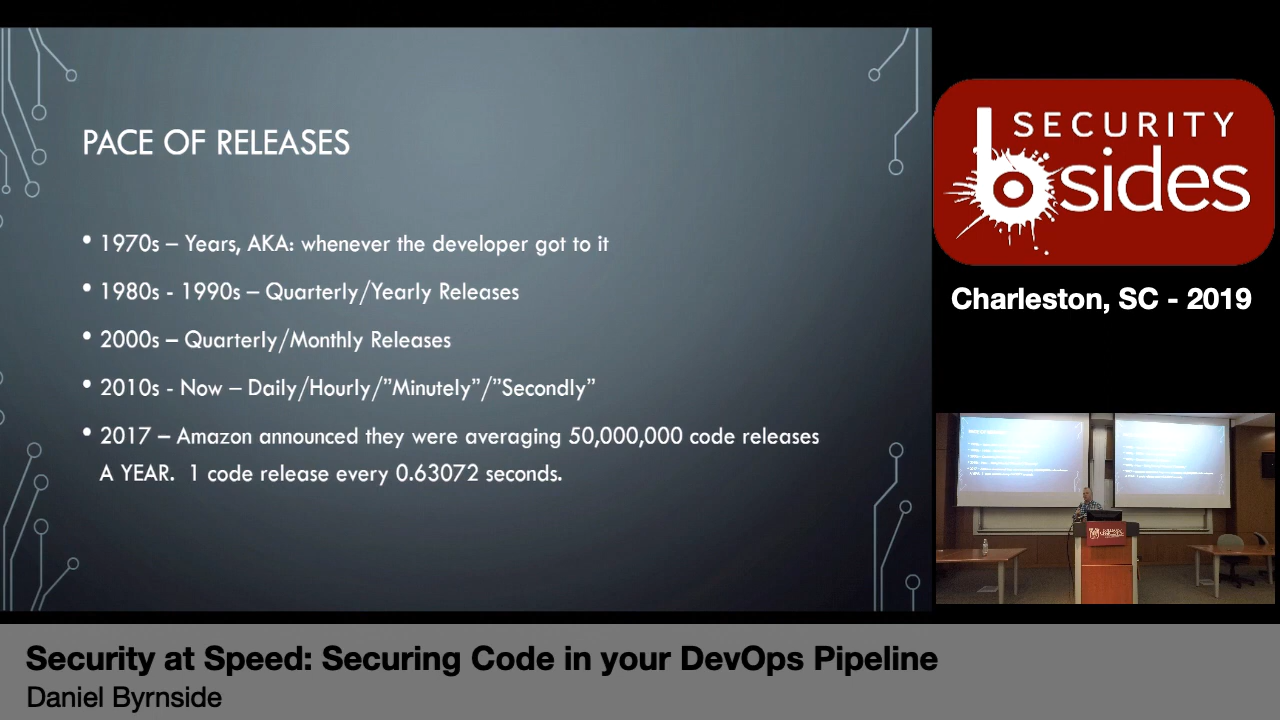 PACE OF RELEASES
• 1970s – Years, AKA: whenever the developer got to it
• 1980s - 1990s – Quarterly/Yearly Releases
• 2000s – Quarterly/Monthly Releases
• 2010s - Now – Daily/Hourly/”Minutely”/”Secondly”
• 2017 – Amazon announced they were averaging 50,000,000 code releases
A YEAR. 1 code release every 0.63072 seconds.
SECURITY
bsides
Charleston, SC - 2019
Security at Speed: Securing Code in your DevOps Pipeline
Daniel Byrnside